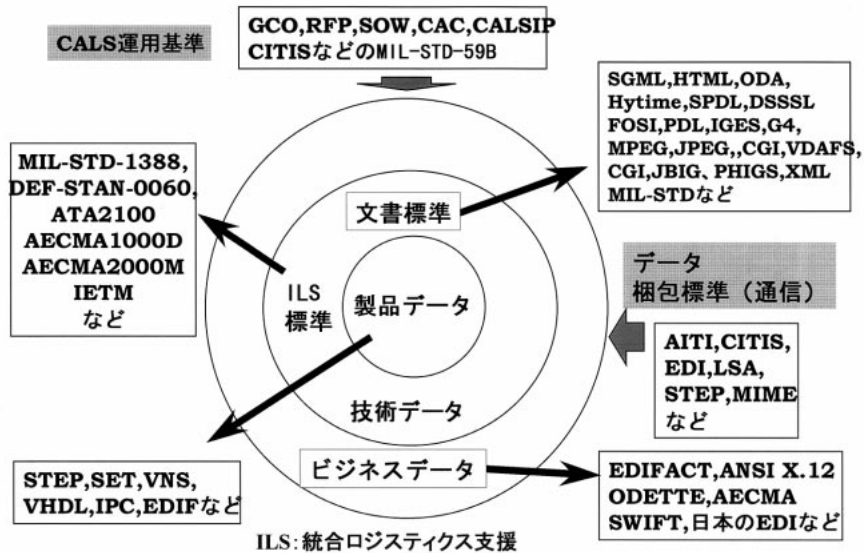 CALS運用基準
GCO,RFP,SOW,CAC,CALSIP
CITISなどのMIL-STD-59B
SGML,HTML,ODA,
Hytime,SPDL,DSSSL
FOSI,PDL,IGES,G4,
MPEG,JPEG,,CGI,VDAFS,
CGI,JBIG、PHIGS,XML
MIL-STDなど
MIL-STD-1388,
DEF-STAN-0060,
ATA2100
AECMA1000D
AECMA2000M
IETM
など
文書標準
ILS
標準
製品データ
データ
梱包標準（通信）
AITI,CITIS,
EDI,LSA,
STEP,MIME
など
技術データ
ビジネスデータ
STEP,SET,VNS,
VHDL,IPC,EDIFなど
EDIFACT,ANSI X.12
ODETTE,AECMA
SWIFT,日本のEDIなど
ILS:統合ロジスティクス支援